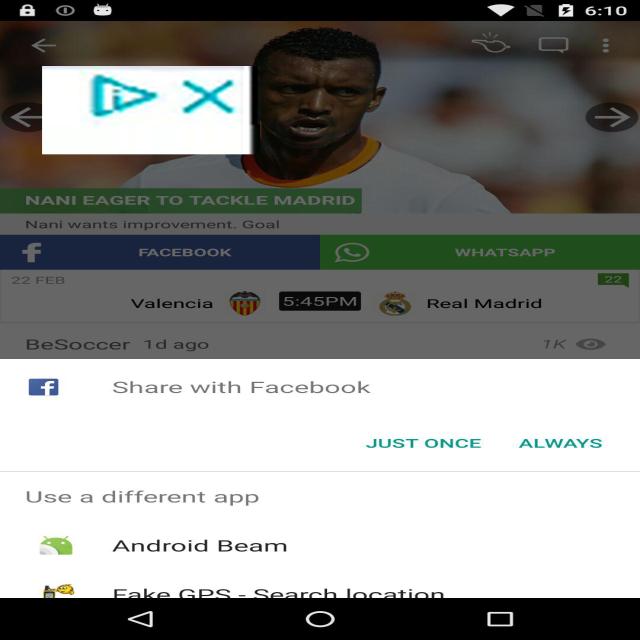 6:10
NANI EAGER TO TACKLE MADRID
Nani wants improvement. Goal
FACEBOOK
WHATSAPP
22 FEB
22
Valencia 5:45PM Real Madrid
BeSoccer 1d ago 1K
Share with Facebook
JUST ONCE ALWAYS
Use a different app
Android Beam
Fake GPS - Search location